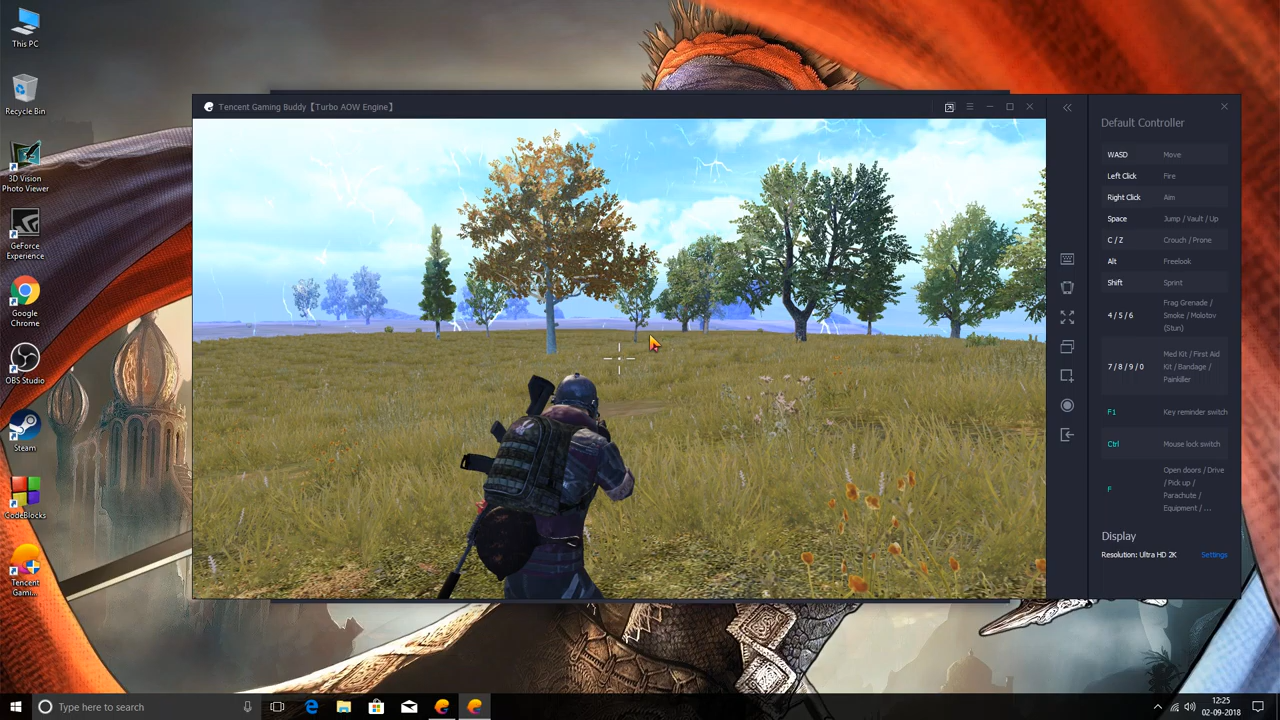 This PC
Recycle Bin
3D Vision
Photo Viewer
GeForce
Experience
Google
Chrome
OBS Studio
Steam
CodeBlocks
Tencent
Gami...
Tencent Gaming Buddy【Turbo AOW Engine】
Default Controller
WASD Move
Left Click Fire
Right Click Aim
Space Jump / Vault / Up
C / Z Crouch / Prone
Alt Freelook
Shift Sprint
4 / 5 / 6 Frag Grenade /
Smoke / Molotov
(Stun)
7 / 8 / 9 / 0 Med Kit / First Aid
Kit / Bandage /
Painkiller
F1 Key reminder switch
Ctrl Mouse lock switch
F Open doors / Drive
/ Pick up /
Parachute /
Equipment / ...
Display
Resolution: Ultra HD 2K Settings
Type here to search
12:25
02-09-2018